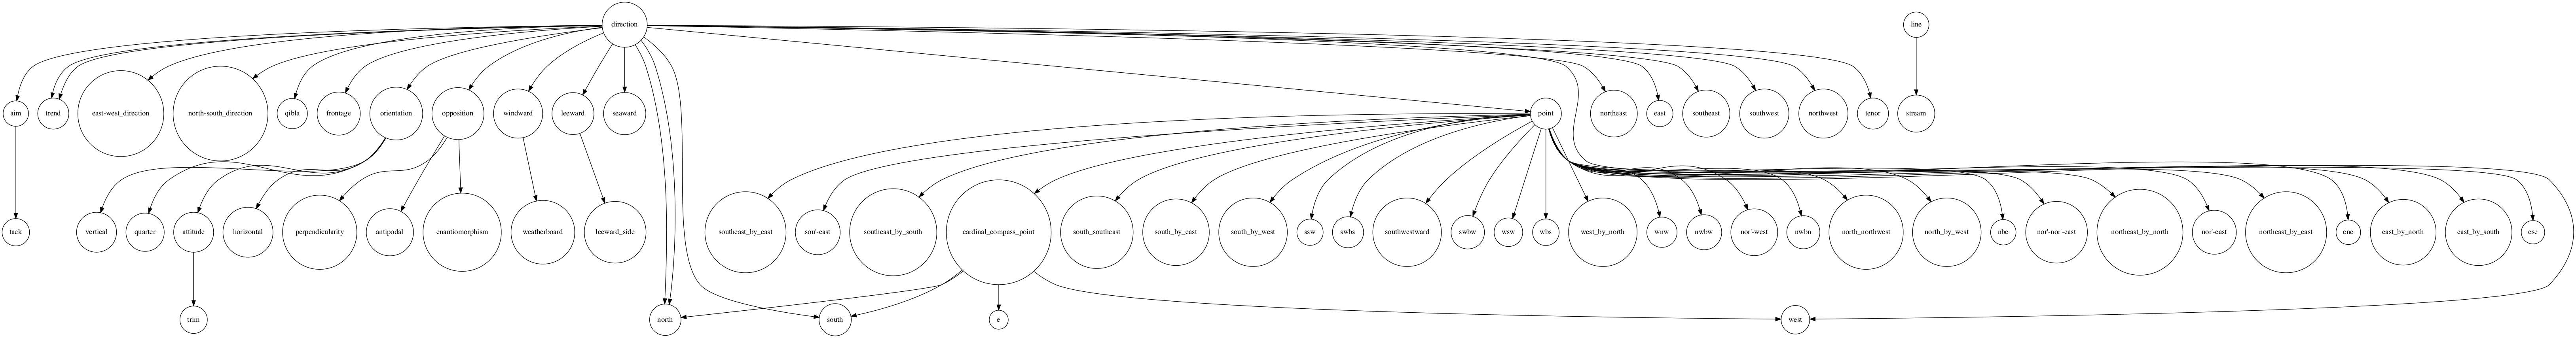 direction
line
aim
trend
east-west_direction
north-south_direction
qibla
frontage
orientation
opposition
windward
leeward
seaward
point
northeast
east
southeast
southwest
northwest
tenor
stream
tack
vertical
quarter
attitude
horizontal
perpendicularity
antipodal
enantiomorphism
weatherboard
leeward_side
southeast_by_east
sou'-east
southeast_by_south
cardinal_compass_point
south_southeast
south_by_east
south_by_west
ssw
swbs
southwestward
swbw
wsw
wbs
west_by_north
wnw
nwbw
nor'-west
nwbn
north_northwest
north_by_west
nbe
nor'-nor'-east
northeast_by_north
nor'-east
northeast_by_east
ene
east_by_north
east_by_south
ese
trim
north
south
e
west